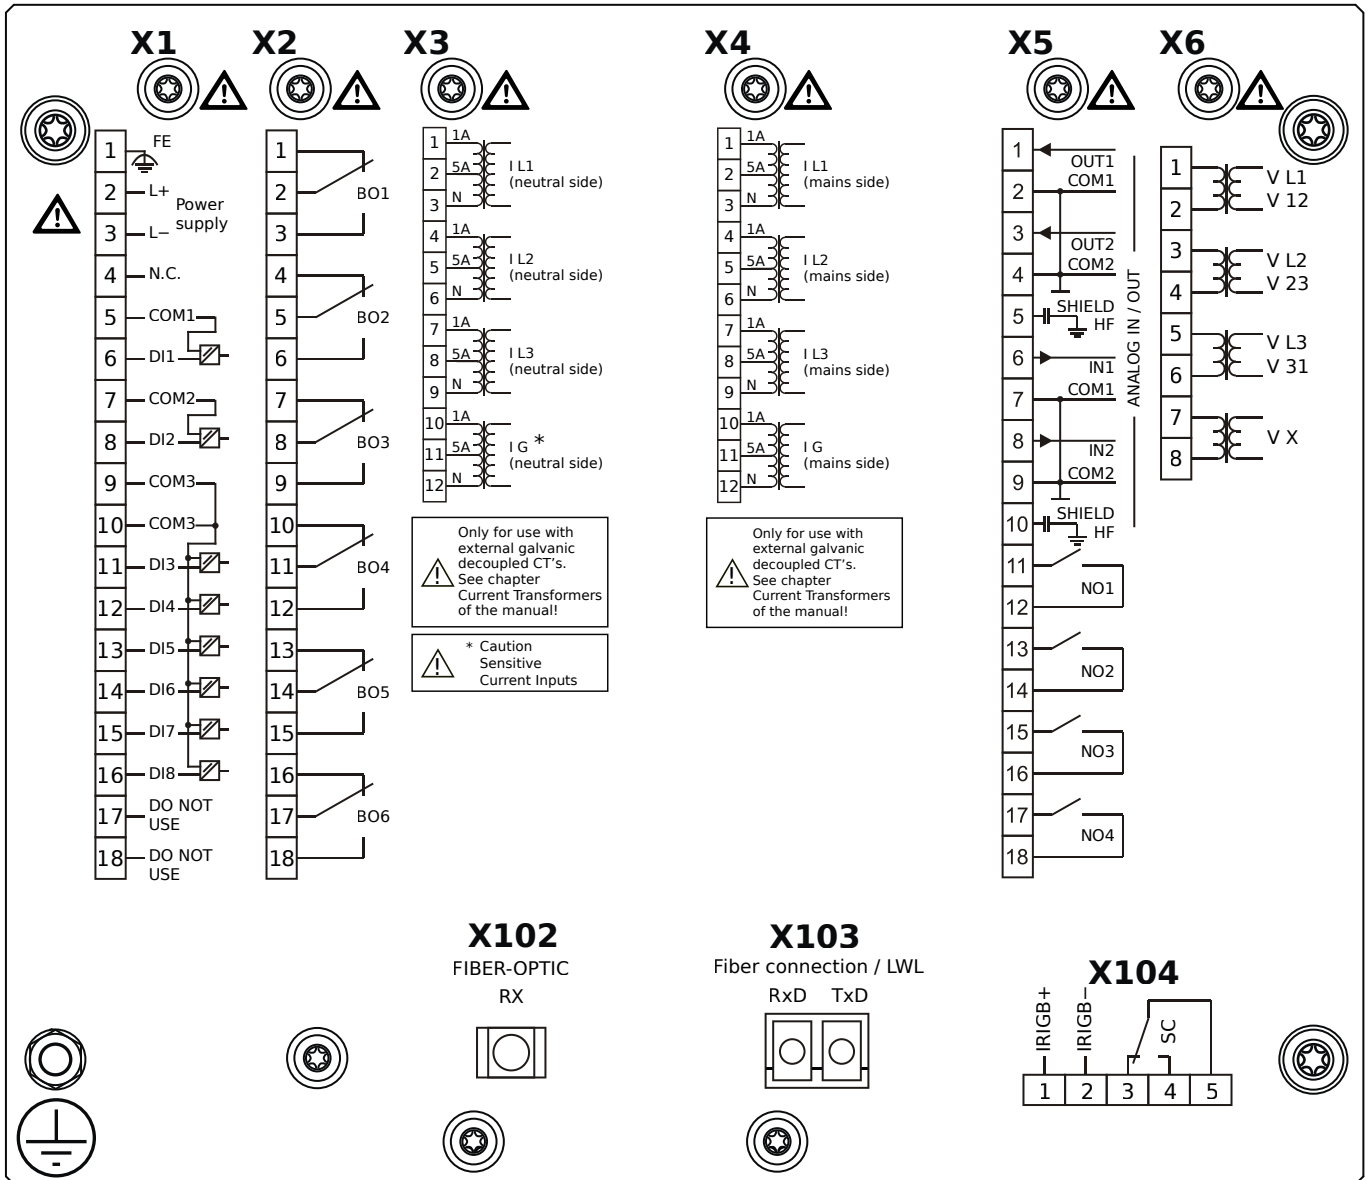 X1
X2
X3
X4
X5
X6
1 FE
2 L+
Power
supply
3 L−
4 N.C.
5 COM1
6 DI1
7 COM2
8 DI2
9 COM3
10 COM3
11 DI3
12 DI4
13 DI5
14 DI6
15 DI7
16 DI8
17 DO NOT
USE
18 DO NOT
USE
1
2 BO1
3
4
5 BO2
6
7
8 BO3
9
10
11 BO4
12
13
14 BO5
15
16
17 BO6
18
1 1A
2 5A I L1
(neutral side)
3 N
4 1A
5 5A I L2
(neutral side)
6 N
7 1A
8 5A I L3
(neutral side)
9 N
10 1A
11 5A I G *
(neutral side)
12 N
Only for use with
external galvanic
decoupled CT's.
See chapter
Current Transformers
of the manual!
* Caution
Sensitive
Current Inputs
1 1A
2 5A I L1
(mains side)
3 N
4 1A
5 5A I L2
(mains side)
6 N
7 1A
8 5A I L3
(mains side)
9 N
10 1A
11 5A I G
(mains side)
12 N
Only for use with
external galvanic
decoupled CT's.
See chapter
Current Transformers
of the manual!
1
OUT1
2 COM1
3
OUT2
4 COM2
5 SHIELD
HF
6
IN1
7 COM1
8
IN2
9 COM2
10 SHIELD
HF
ANALOG IN / OUT
11
NO1
12
13
NO2
14
15
NO3
16
17
NO4
18
1 V L1
2 V 12
3 V L2
4 V 23
5 V L3
6 V 31
7 V X
8
X102
FIBER-OPTIC
RX
X103
Fiber connection / LWL
RxD TxD
X104
IRIGB+
IRIGB−
SC
1 2 3 4 5